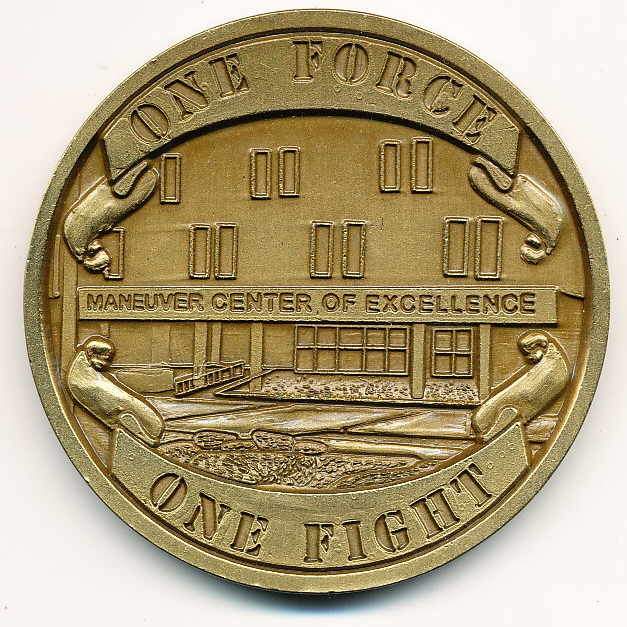 ONE FORCE
MANEUVER CENTER OF EXCELLENCE
ONE FIGHT